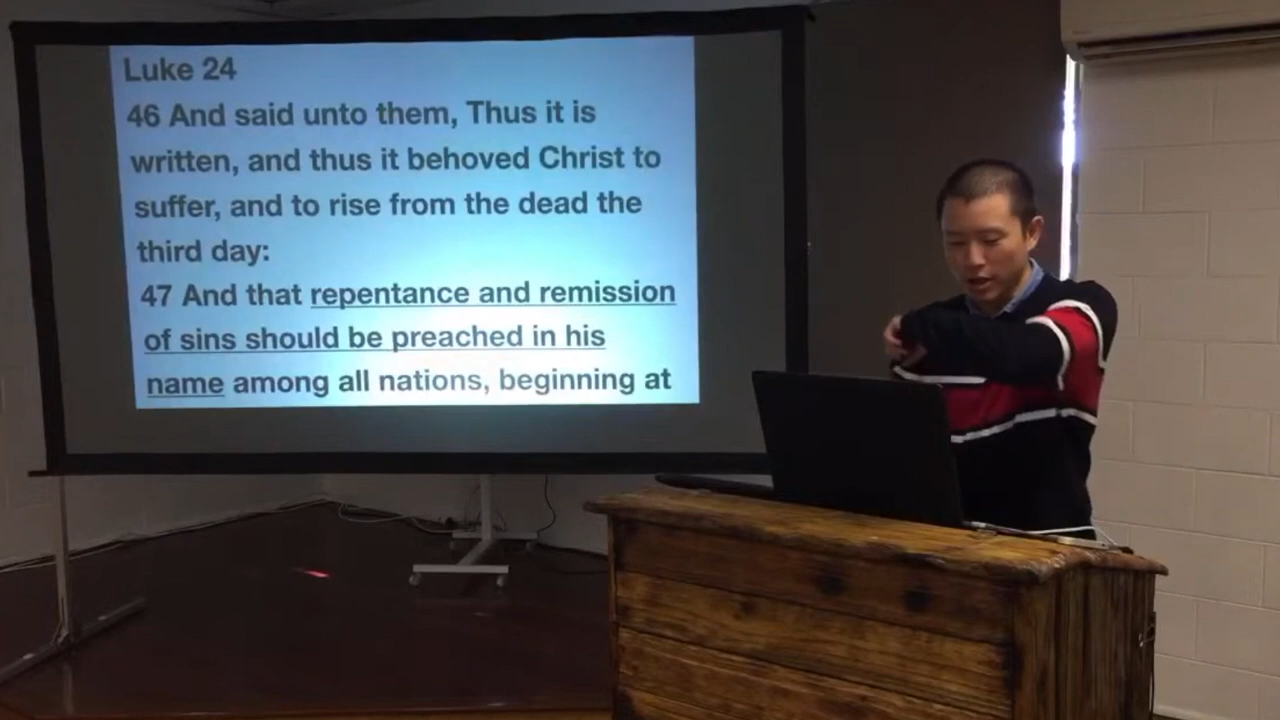 Luke 24
46 And said unto them, Thus it is
written, and thus it behoved Christ to
suffer, and to rise from the dead the
third day:
47 And that repentance and remission
of sins should be preached in his
name among all nations, beginning at